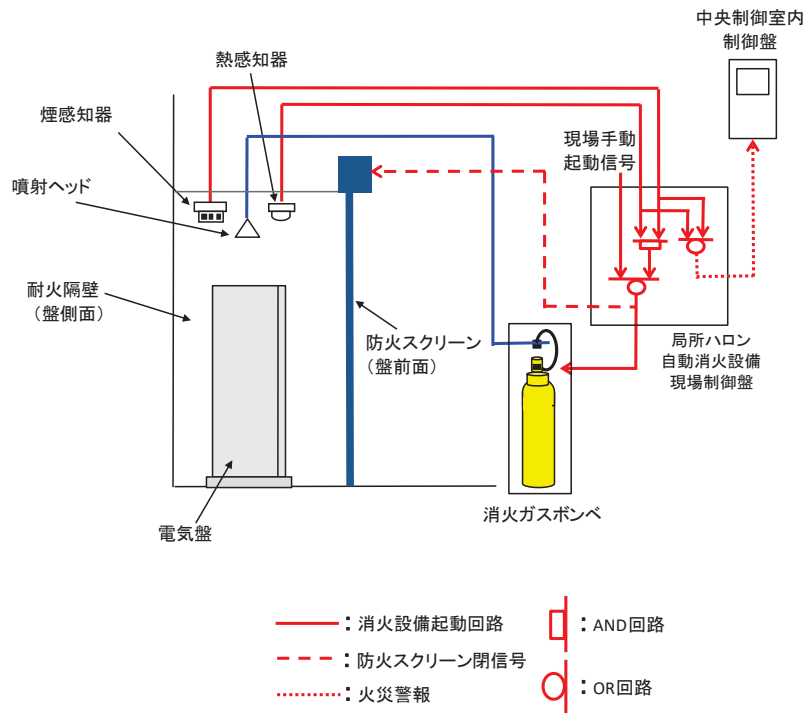 中央制御室内
制御盤
熱感知器
煙感知器
現場手動
起動信号
噴射ヘッド
耐火隔壁
（盤側面）
防火スクリーン
（盤前面）
局所ハロン
自動消火設備
現場制御盤
消火ガスボンベ
電気盤
：消火設備起動回路
：AND回路
：防火スクリーン閉信号
：OR回路
：火災警報